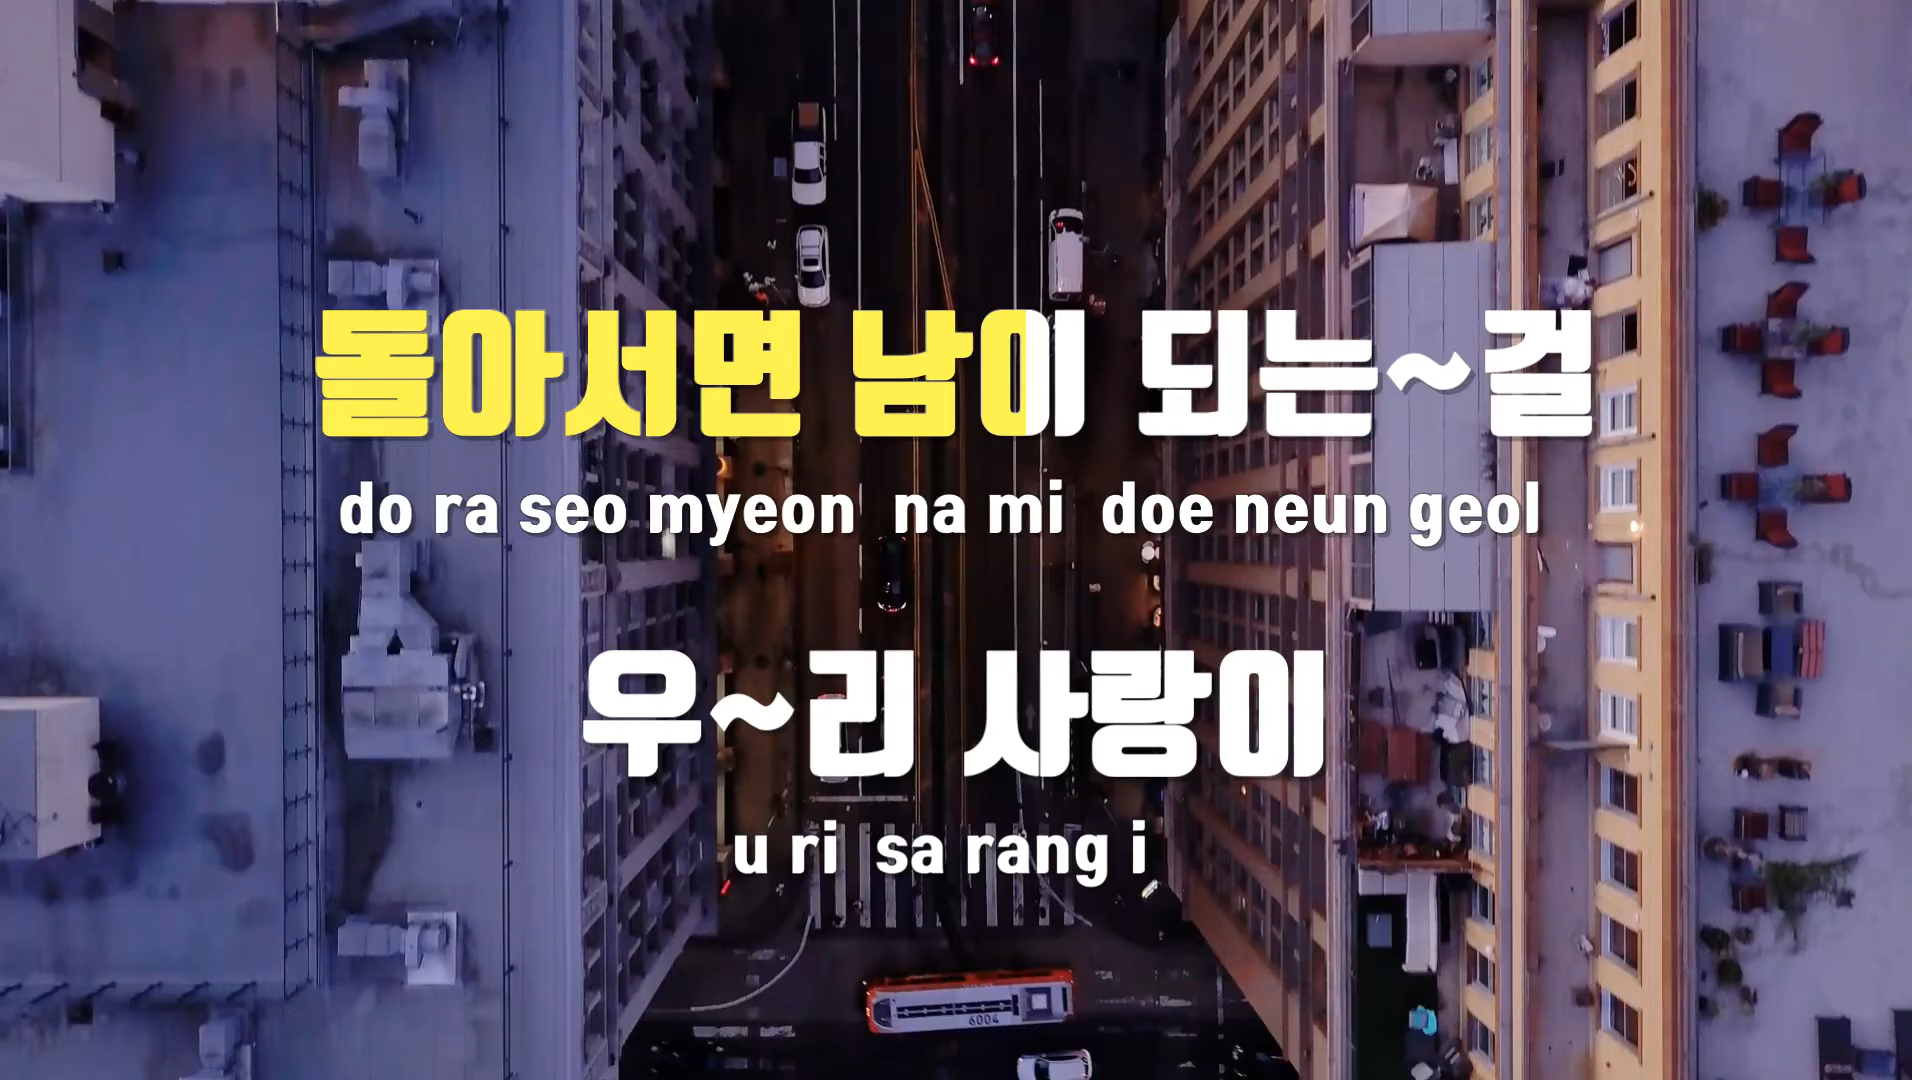 돌아서면 남이 되는~걸
do ra seo myeon na mi doe neun geol
우~리 사랑이
u ri sa rang i
6004